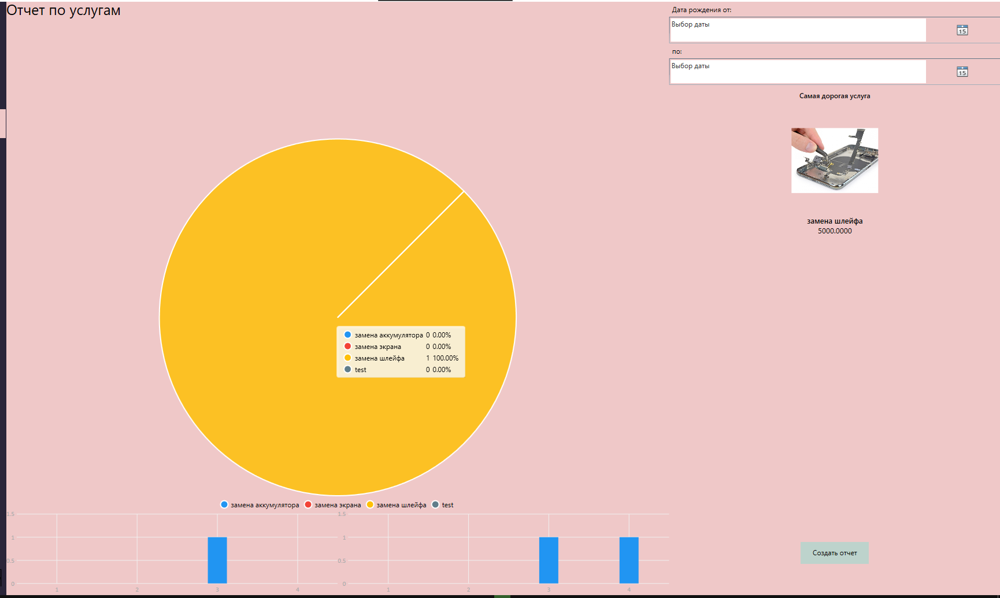 Отчет по услугам
Дата рождения от:
Выбор даты
15
по:
Выбор даты
15
Самая дорогая услуга
замена шлейфа
5000.0000
замена аккумулятора 0 0.00%
замена экрана 0 0.00%
замена шлейфа 1 100.00%
test 0 0.00%
замена аккумулятора замена экрана замена шлейфа test
1.5 1.5
1 1
0.5 0.5
0 0
1 2 3 4 1 2 3 4
Создать отчет